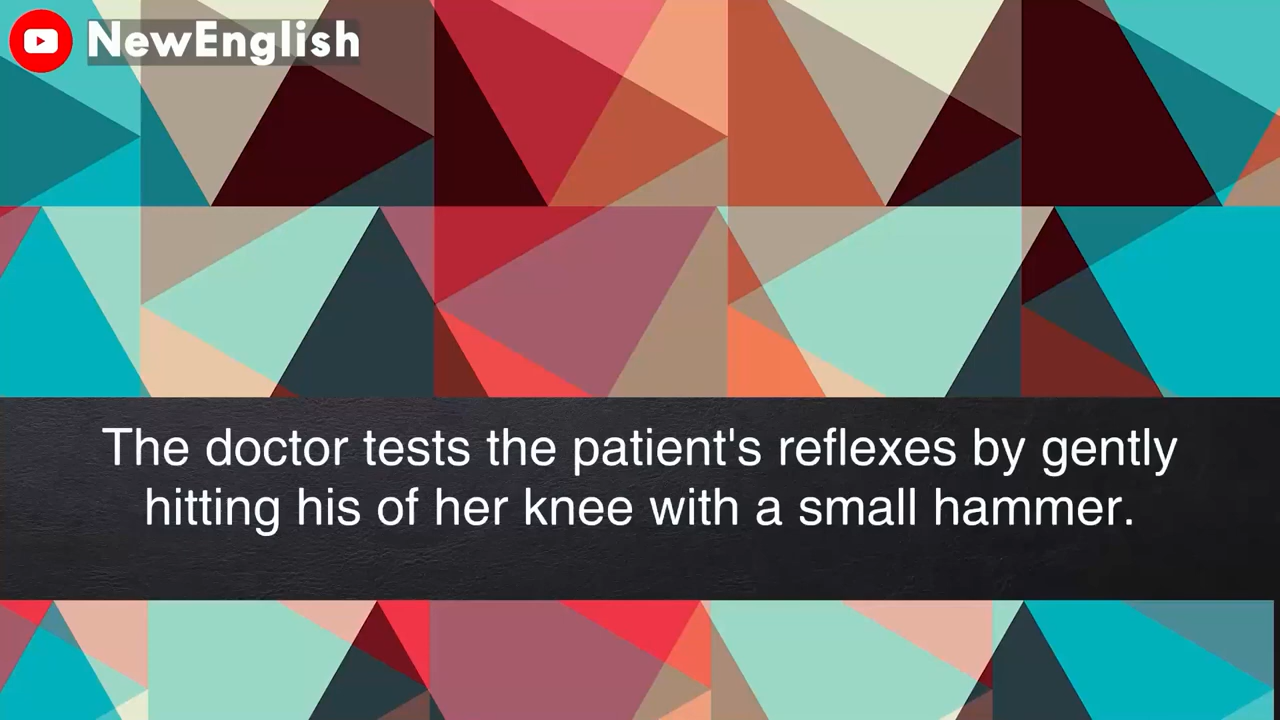 NewEnglish
The doctor tests the patient's reflexes by gently
hitting his of her knee with a small hammer.